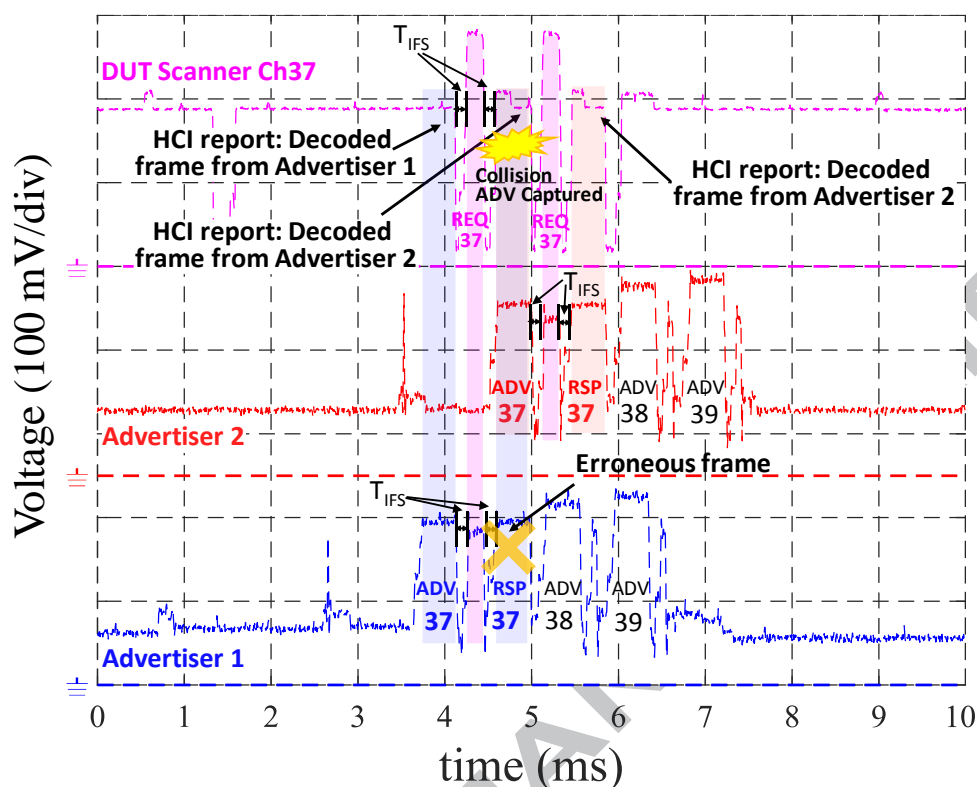 T_IFS
DUT Scanner Ch37
HCI report: Decoded
frame from Advertiser 1
Collision
ADV Captured
HCI report: Decoded
frame from Advertiser 2
REQ
37
REQ
37
HCI report: Decoded
frame from Advertiser 2
T_IFS
ADV
37
RSP
37
ADV
38
ADV
39
Advertiser 2
Erroneous frame
T_IFS
ADV
37
RSP
37
ADV
38
ADV
39
Advertiser 1
0 1 2 3 4 5 6 7 8 9 10
time (ms)
Voltage (100 mV/div)